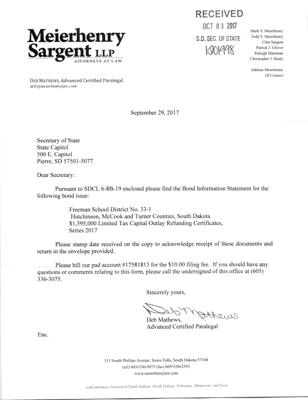 Meierhenry
Sargent LLP
ATTORNEYS AT LAW
RECEIVED
OCT 03 2017
S.D. SEC. OF STATE
Mark V. Meierhenry
Todd V. Meierhenry
Clint Sargent
Patrick J. Glover
Raleigh Hansman
Christopher J. Healy
Sabrina Meierhenry
Of Counsel
DEB MATHEWS, Advanced Certified Paralegal
deb@meierhenrylaw.com
September 29, 2017
Secretary of State
State Capitol
500 E. Capitol
Pierre, SD 57501-5077
Dear Secretary:
Pursuant to SDCL 6-8B-19 enclosed please find the Bond Information Statement for the
following bond issue:
Freeman School District No. 33-1
Hutchinson, McCook and Turner Counties, South Dakota
$1,595,000 Limited Tax Capital Outlay Refunding Certificates,
Series 2017
Please stamp date received on the copy to acknowledge receipt of these documents and
return in the envelope provided.
Please bill our pad account #17581813 for the $10.00 filing fee. If you should have any
questions or comments relating to this form, please call the undersigned of this office at (605)
336-3075.
Sincerely yours,
Deb Mathews
Deb Mathews,
Advanced Certified Paralegal
Enc.
315 South Phillips Avenue, Sioux Falls, South Dakota 57104
www.meierhenrylaw.com
with attorneys licensed in South Dakota, North Dakota, Nebraska, Minnesota, and Iowa